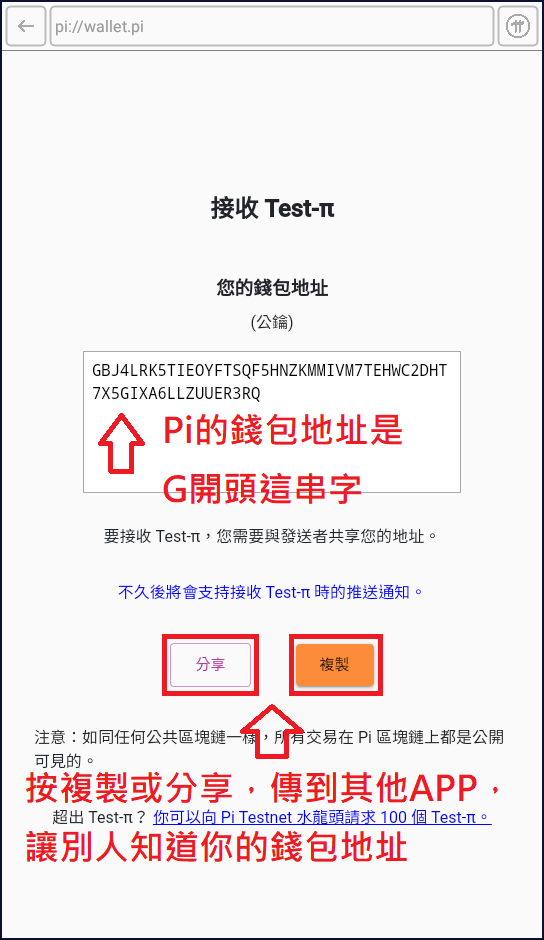 pi://wallet.pi
接收 Test-π
您的錢包地址
(公鑰)
GBJ4LRK5TIEOYFTSQF5HNZKMMIVM7TEHWC2DHT
7X5GIXA6LLZUUER3RQ
Pi的錢包地址是
G開頭這串字
要接收 Test-π，您需要與發送者共享您的地址。
不久後將會支持接收 Test-π 時的推送通知。
分享
複製
注意：如同任何公共區塊鏈一樣，所有交易在 Pi 區塊鏈上都是公開
可見的。
按複製或分享，傳到其他APP，
超出 Test-π？ 你可以向 Pi Testnet 水龍頭請求 100 個 Test-π。
讓別人知道你的錢包地址